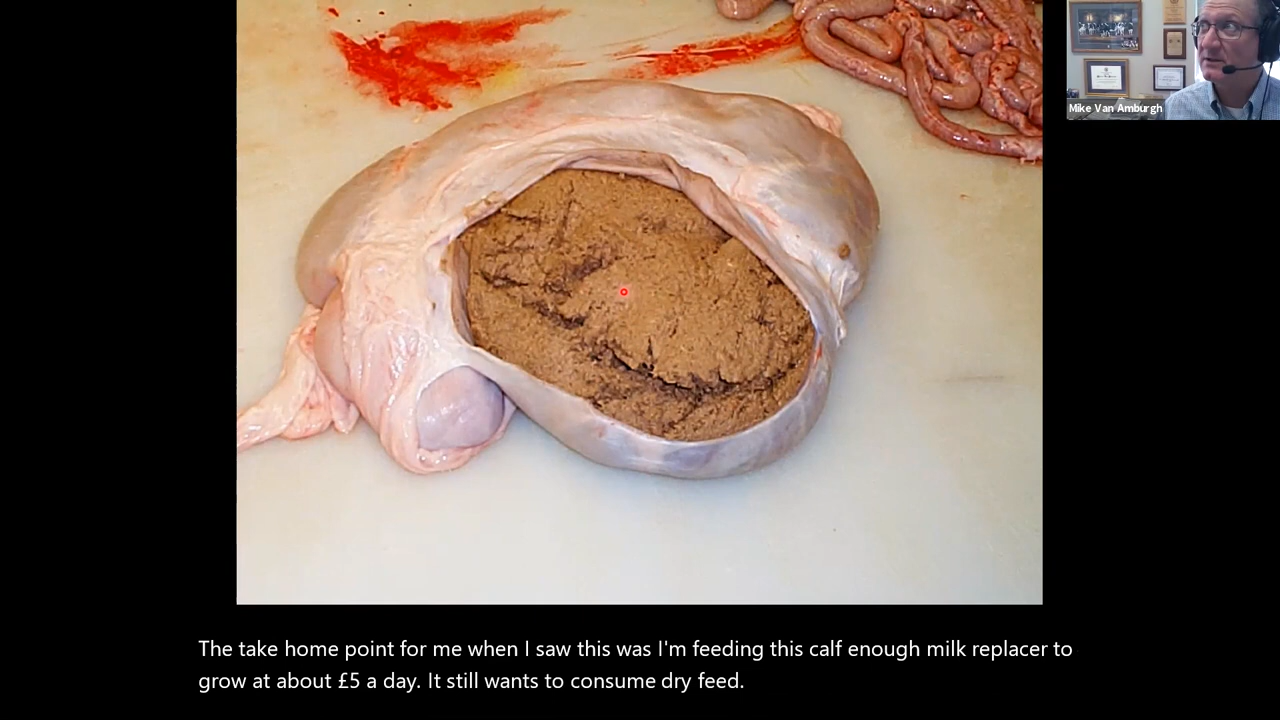 Mike Van Amburgh
The take home point for me when I saw this was I'm feeding this calf enough milk replacer to
grow at about £5 a day. It still wants to consume dry feed.